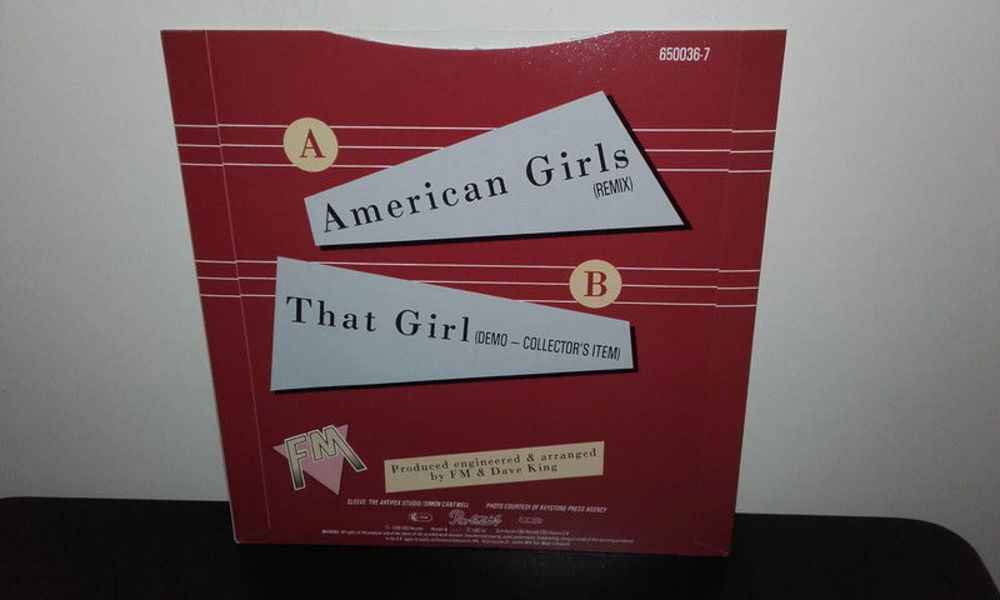 650036-7
A
American Girls
(REMIX)
B
That Girl (DEMO – COLLECTOR'S ITEM)
FM
Produced engineered & arranged
by FM & Dave King
SLEEVE: THE ARTIFEX STUDIO/SIMON CANTWELL PHOTO COURTESY OF KEYSTONE PRESS AGENCY
Portrait